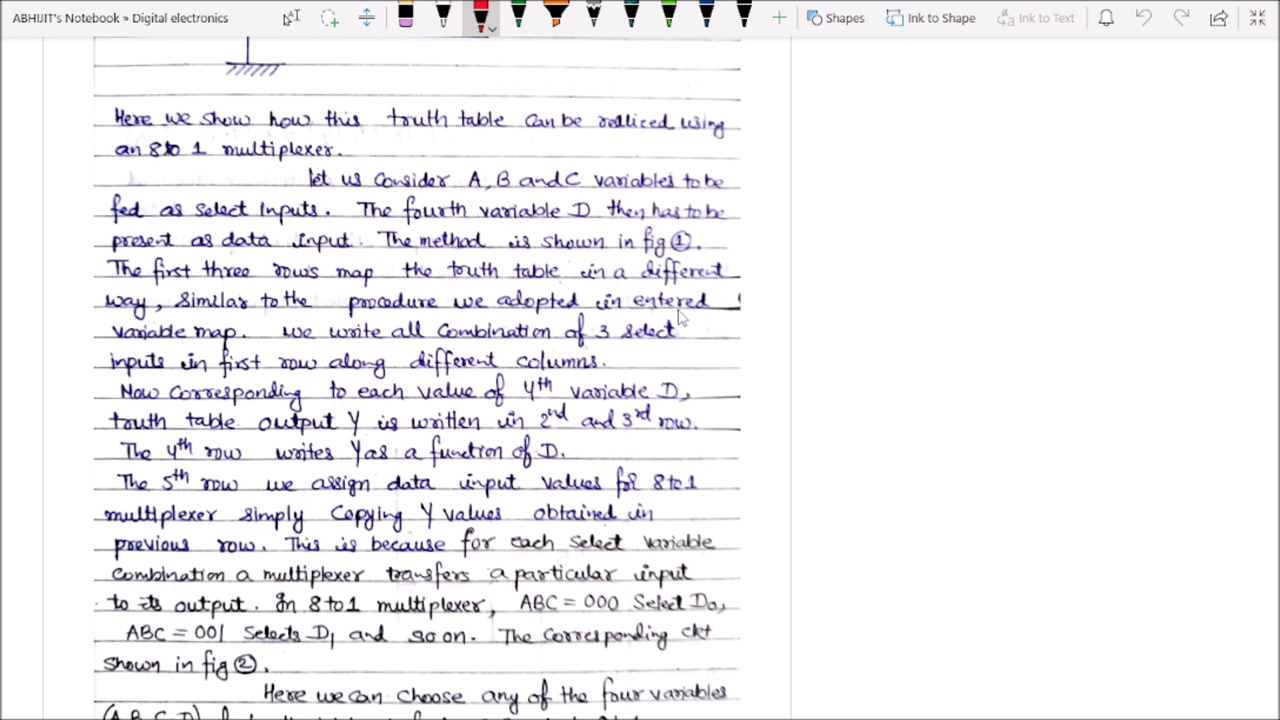 ABHIJIT's Notebook » Digital electronics
Shapes
Ink to Shape
Ink to Text
Here we show how this truth table can be realliced using
an 8 to 1 multiplexer.
let us Consider A, B and C variables to be
fed as select Inputs. The fourth variable D then has to be
present as data input. The method is shown in fig ①.
The first three rows map the truth table in a different
way, Similar to the procedure we adopted in entered
variable map. we write all Combination of 3 select
inputs in first row along different columns.
Now Corresponding to each value of 4th variable D,
truth table output Y is written in 2nd and 3rd row.
The 4th row writes Y as a function of D.
The 5th row we assign data input values for 8 to 1
multiplexer simply Copying Y values obtained in
previous row. This is because for each Select variable
Combination a multiplexer transfers a particular input
to its output. In 8 to 1 multiplexer, ABC = 000 Select D0,
ABC = 001 Selects D1 and so on. The Corresponding ckt
shown in fig ②.
Here we can choose any of the four variables
(A, B, C, D)